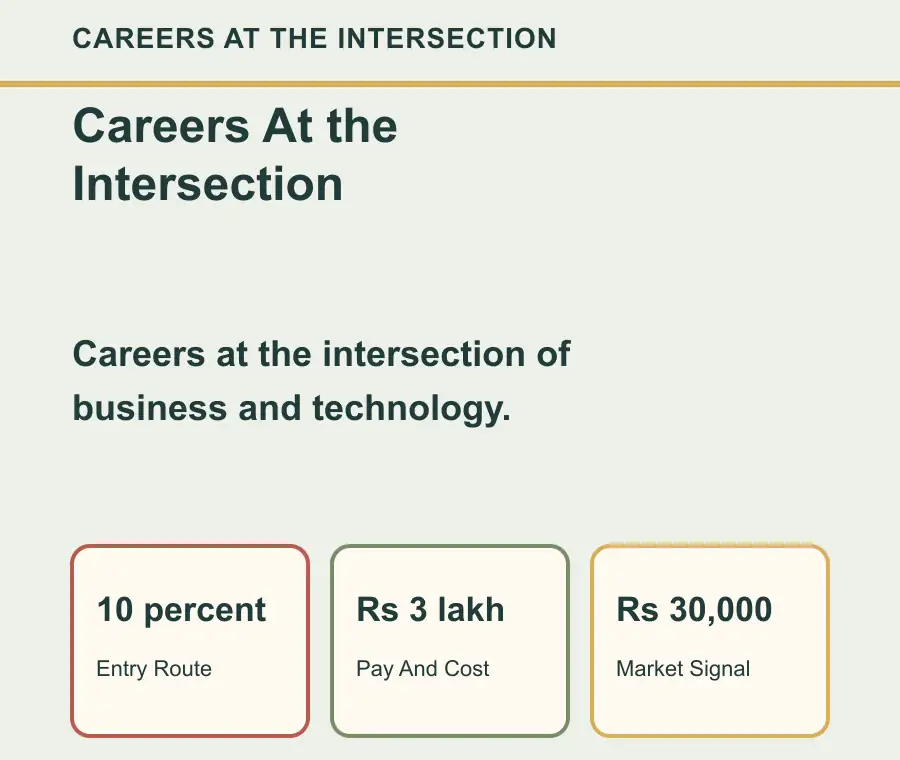 CAREERS AT THE INTERSECTION
Careers At the
Intersection
Careers at the intersection of
business and technology.
10 percent
Entry Route
Rs 3 lakh
Pay And Cost
Rs 30,000
Market Signal